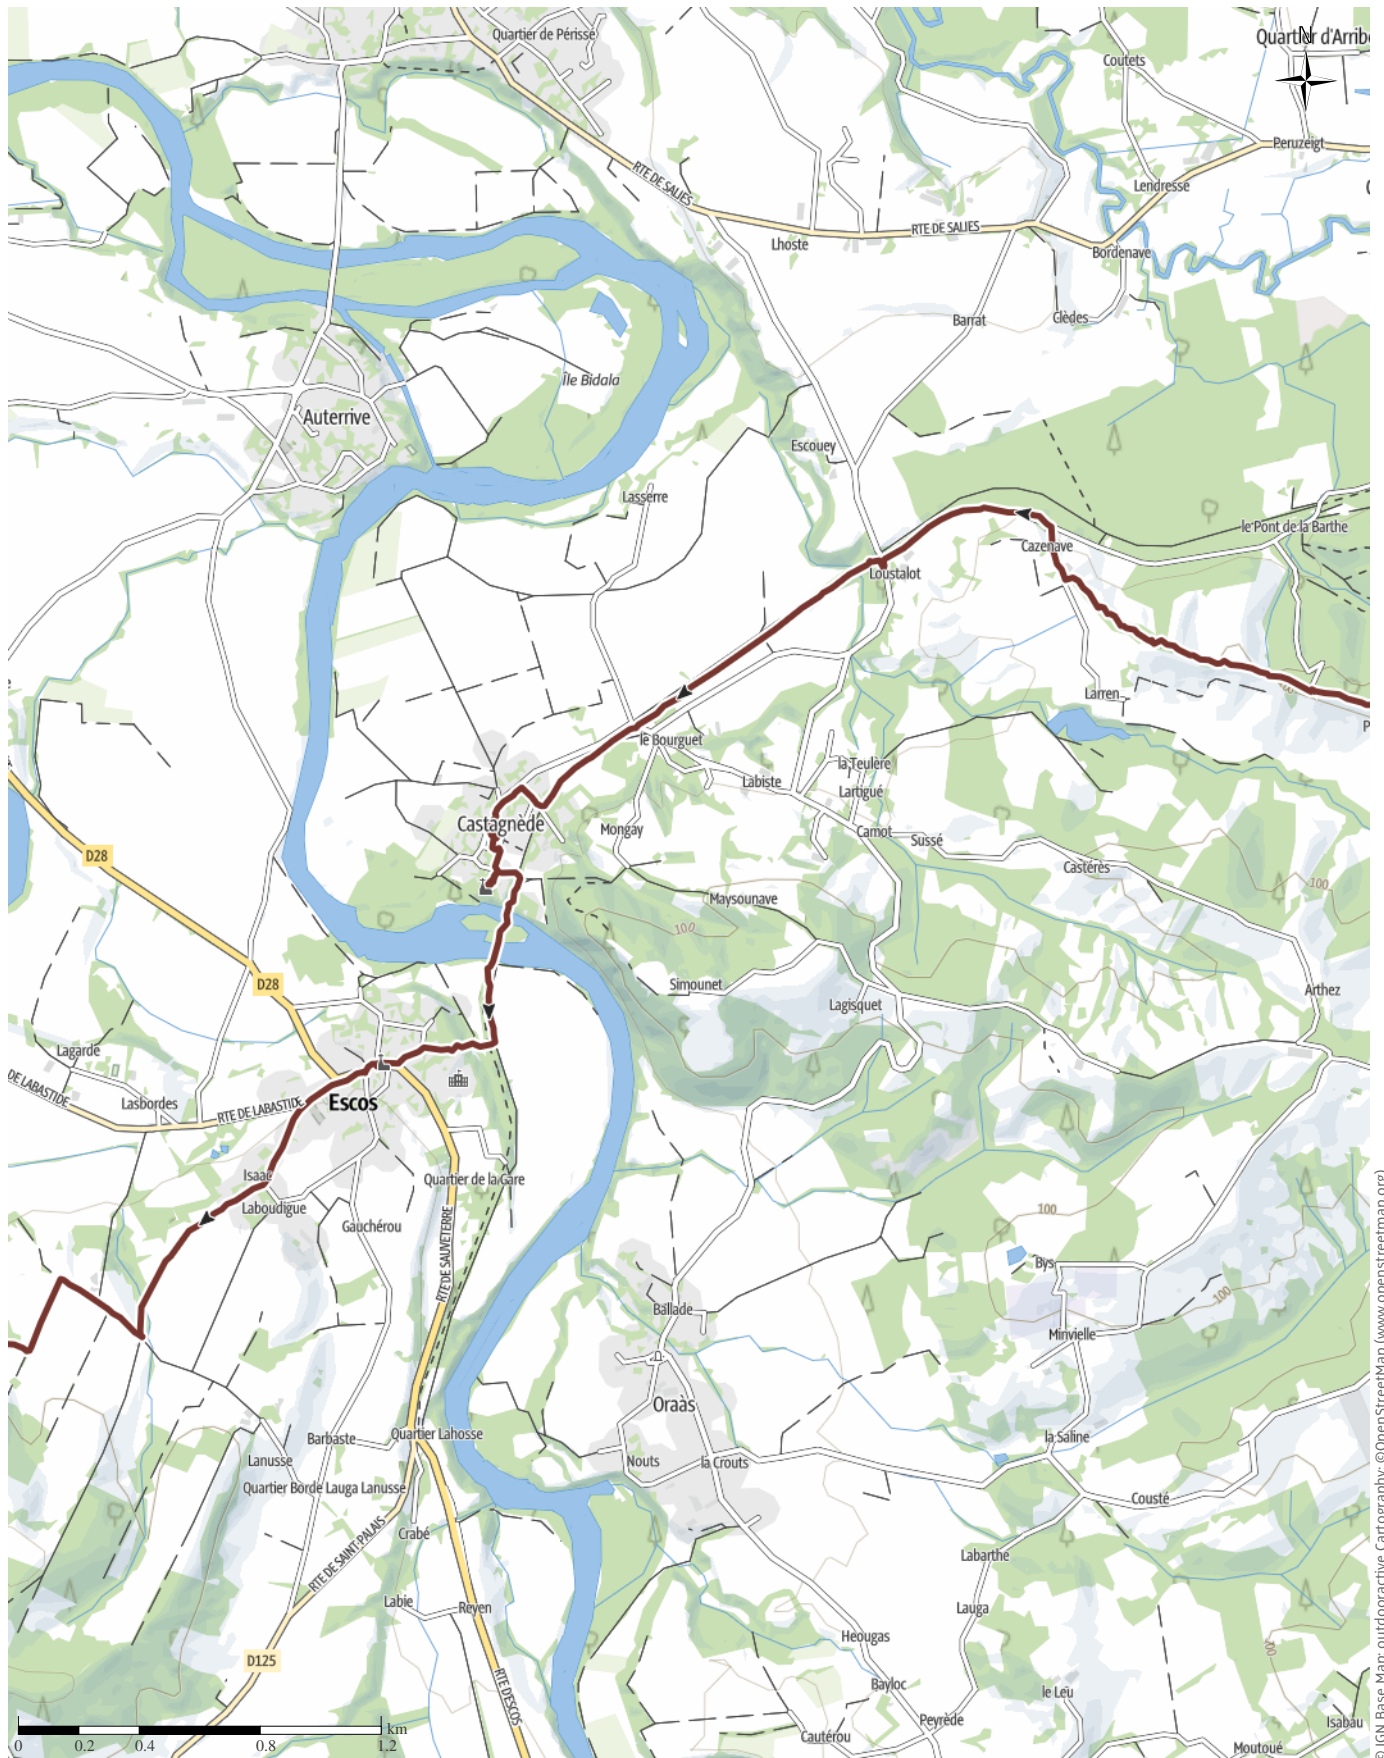 Quartier de Périssé
Quartier d'Arribe
N
Coutets
Peruzeigt
RTE DE SALIES
Lendresse
RTE DE SALIES
Lhoste
Bordenave
Barrat
Clèdes
Île Bidala
Auterrive
Escouey
Lasserre
le Pont de la Barthe
Cazenave
Loustalot
100
Larren
P
le Bourguet
la Teulère
Labiste
Lartigué
Castagnède
Mongay
Camot
Sussé
D28
Castérès
100
Maysounave
100
D28
Simounet
Lagisquet
Arthez
Lagarde
DE LABASTIDE
Lasbordes
RTE DE LABASTIDE
Escos
Isaac
Quartier de la Gare
Laboudigue
Gauchérou
100
RTE DE SAUVETERRE
Bys
100
Ballade
Minvielle
Oraàs
Barbaste
Quartier Lahosse
la Saline
Lanusse
Nouts
la Crouts
Quartier Borde Lauga Lanusse
Cousté
Crabé
RTE DE SAINT-PALAIS
Labarthe
Labie
Reyen
Lauga
Heougas
100
D125
Bayloc
RTE D'ESCOS
le Leü
Peyrède
Isabau
Cautérou
Moutoué
km
0 0.2 0.4 0.8 1.2
IGN Base Map: outdooractive Cartography: ©OpenStreetMap (www.openstreetmap.org)